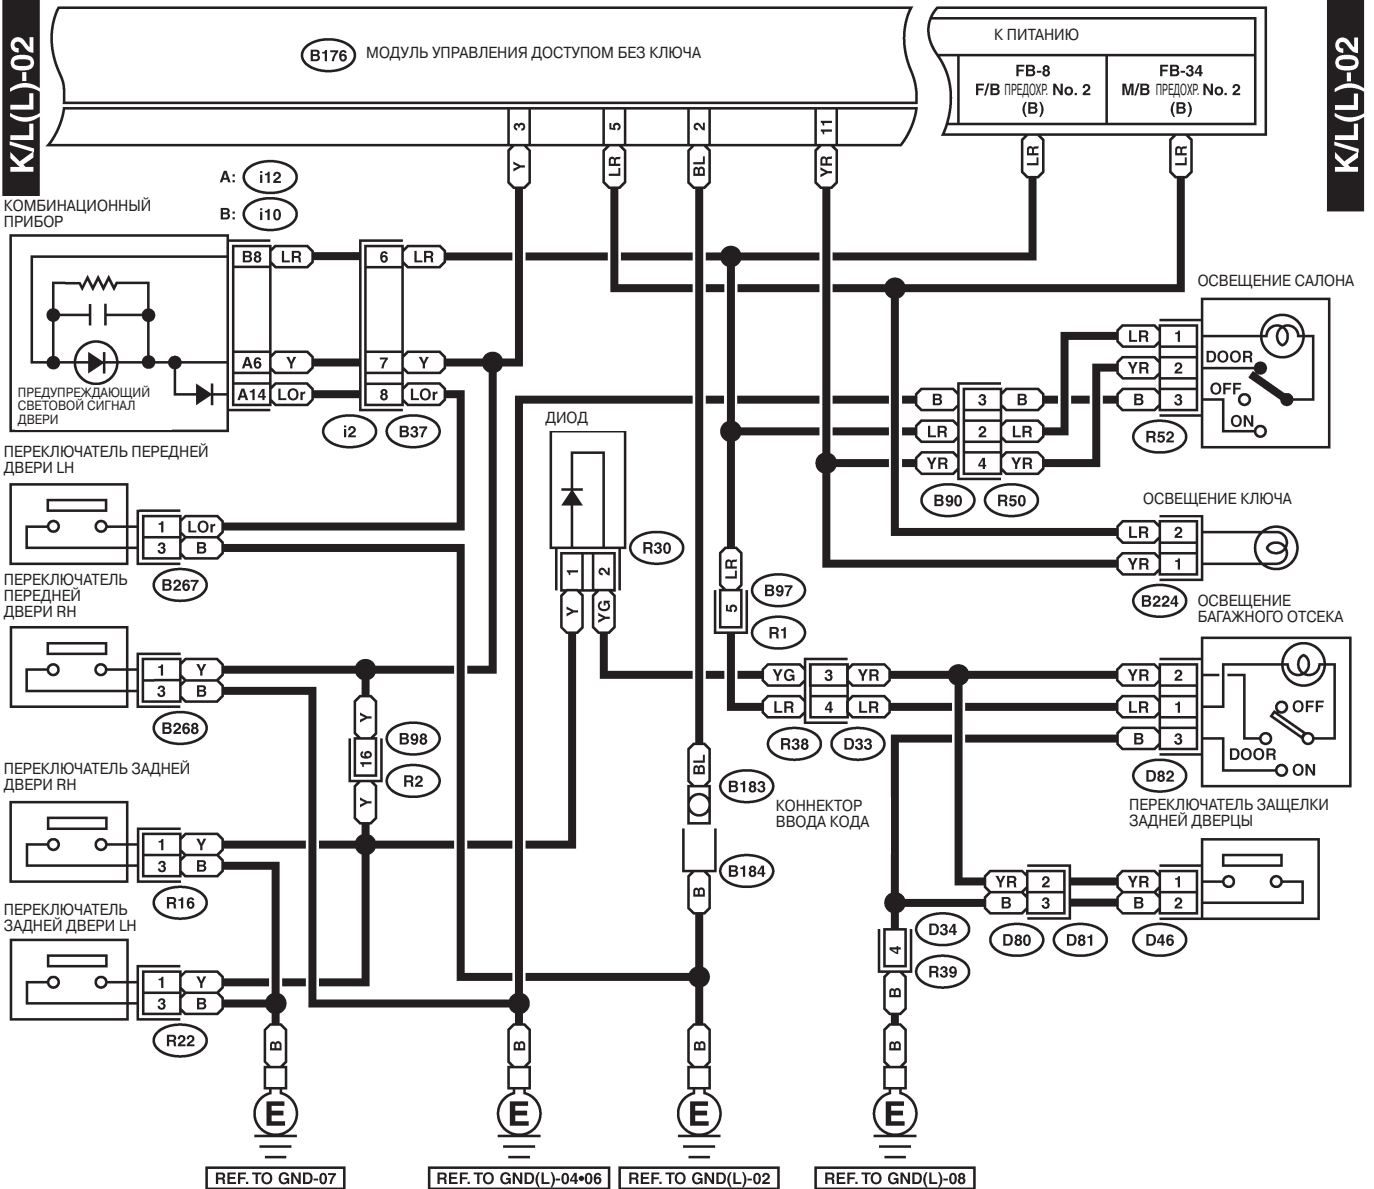 K/L(L)-02
K/L(L)-02
B176 МОДУЛЬ УПРАВЛЕНИЯ ДОСТУПОМ БЕЗ КЛЮЧА
К ПИТАНИЮ
FB-8
F/B ПРЕДОХР. No. 2
(B)
FB-34
M/B ПРЕДОХР. No. 2
(B)
3 5 2 11
Y LR BL YR LR LR
A: i12
B: i10
КОМБИНАЦИОННЫЙ
ПРИБОР
B8 LR 6 LR
A6 Y 7 Y
A14 LOr 8 LOr
i2 B37
ПРЕДУПРЕЖДАЮЩИЙ
СВЕТОВОЙ СИГНАЛ
ДВЕРИ
ОСВЕЩЕНИЕ САЛОНА
LR 1
YR 2
B 3
DOOR
OFF
ON
R52
B 3 B
LR 2 LR
YR 4 YR
B90 R50
ДИОД
R30
1 2
Y YG
ПЕРЕКЛЮЧАТЕЛЬ ПЕРЕДНЕЙ
ДВЕРИ LH
1 LOr
3 B
B267
ОСВЕЩЕНИЕ КЛЮЧА
LR 2
YR 1
B224
LR
5
B97
R1
ПЕРЕКЛЮЧАТЕЛЬ
ПЕРЕДНЕЙ
ДВЕРИ RH
1 Y
3 B
B268
ОСВЕЩЕНИЕ
БАГАЖНОГО ОТСЕКА
YR 2
LR 1
B 3
OFF
DOOR
ON
D82
YG 3 YR
LR 4 LR
R38 D33
Y
16
Y
B98
R2
BL
B183
КОННЕКТОР
ВВОДА КОДА
B184
B
ПЕРЕКЛЮЧАТЕЛЬ ЗАДНЕЙ
ДВЕРИ RH
1 Y
3 B
R16
ПЕРЕКЛЮЧАТЕЛЬ ЗАЩЕЛКИ
ЗАДНЕЙ ДВЕРЦЫ
YR 2 YR 1
B 3 B 2
D80 D81 D46
D34
4
R39
B
ПЕРЕКЛЮЧАТЕЛЬ
ЗАДНЕЙ ДВЕРИ LH
1 Y
3 B
R22
B B B B
E E E E
REF. TO GND-07
REF. TO GND(L)-04•06
REF. TO GND(L)-02
REF. TO GND(L)-08